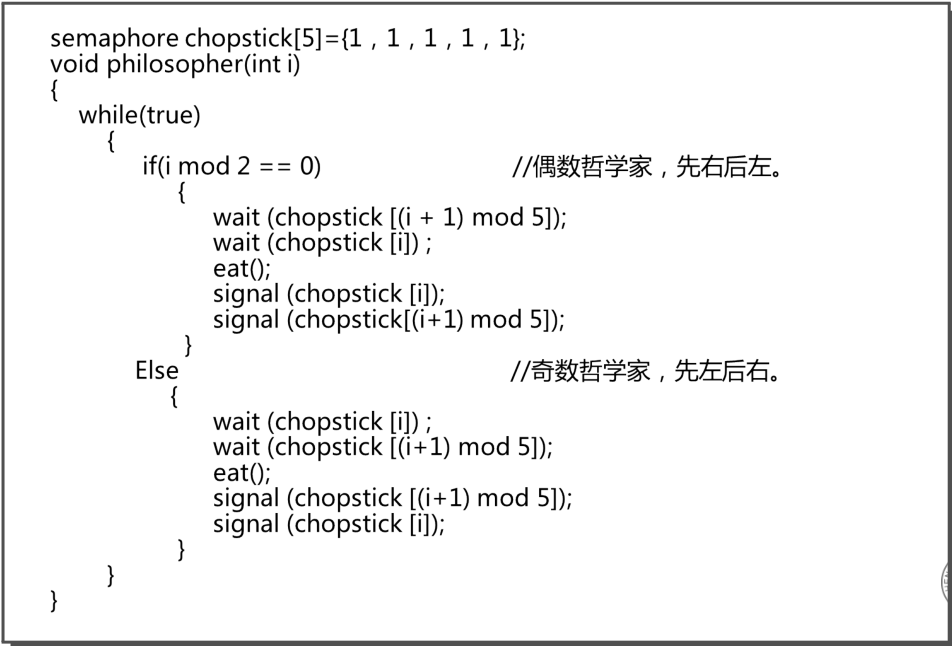 semaphore chopstick[5]={1，1，1，1，1};
void philosopher(int i)
{
while(true)
{
if(i mod 2 == 0) //偶数哲学家，先右后左。
{
wait (chopstick [(i + 1) mod 5]);
wait (chopstick [i]) ;
eat();
signal (chopstick [i]);
signal (chopstick[(i+1) mod 5]);
}
Else //奇数哲学家，先左后右。
{
wait (chopstick [i]) ;
wait (chopstick [(i+1) mod 5]);
eat();
signal (chopstick [(i+1) mod 5]);
signal (chopstick [i]);
}
}
}